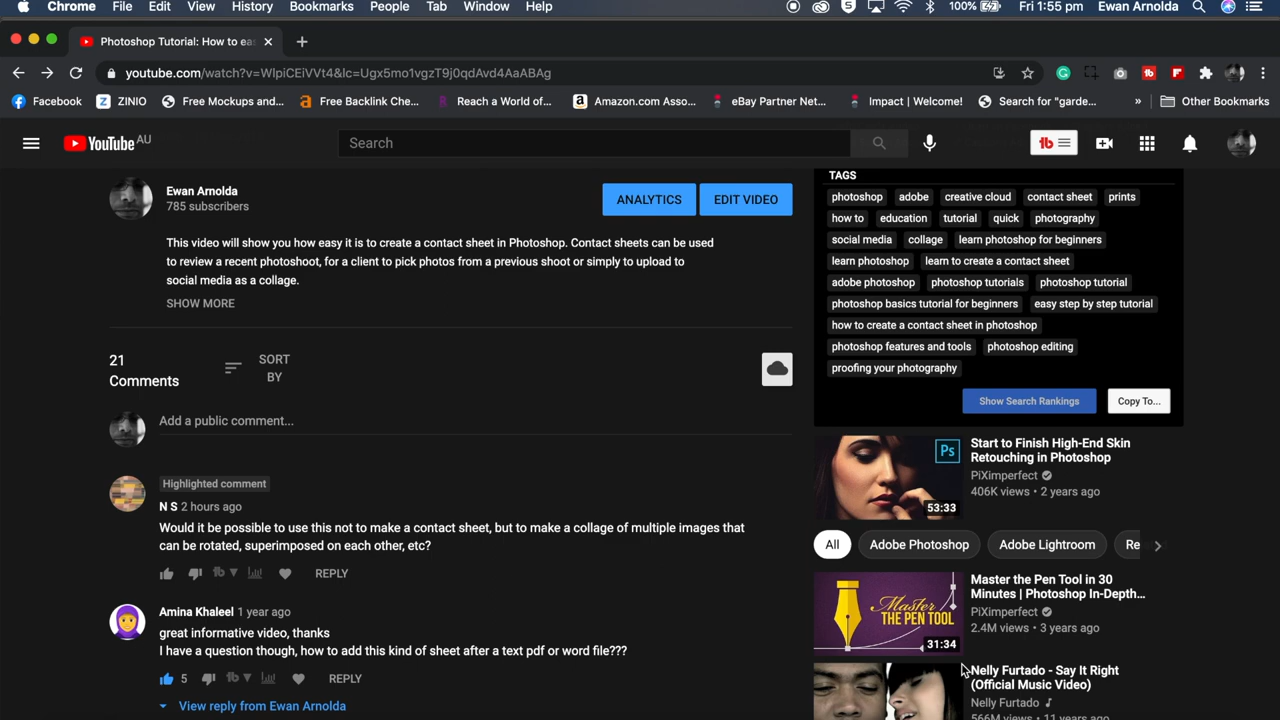 Chrome File Edit View History Bookmarks People Tab Window Help 100% Fri 1:55 pm Ewan Arnolda
Photoshop Tutorial: How to eas
youtube.com/watch?v=WlpiCEiVVt4&lc=Ugx5mo1vgzT9j0qdAvd4AaABAg
Facebook ZINIO Free Mockups and... Free Backlink Che... Reach a World of... Amazon.com Asso... eBay Partner Net... Impact | Welcome! Search for "garde... » Other Bookmarks
YouTube AU Search
Ewan Arnolda
785 subscribers
ANALYTICS EDIT VIDEO
This video will show you how easy it is to create a contact sheet in Photoshop. Contact sheets can be used
to review a recent photoshoot, for a client to pick photos from a previous shoot or simply to upload to
social media as a collage.
SHOW MORE
21
Comments
SORT
BY
Add a public comment...
Highlighted comment
N S 2 hours ago
Would it be possible to use this not to make a contact sheet, but to make a collage of multiple images that
can be rotated, superimposed on each other, etc?
REPLY
Amina Khaleel 1 year ago
great informative video, thanks
I have a question though, how to add this kind of sheet after a text pdf or word file???
5 REPLY
View reply from Ewan Arnolda
TAGS
photoshop adobe creative cloud contact sheet prints
how to education tutorial quick photography
social media collage learn photoshop for beginners
learn photoshop learn to create a contact sheet
adobe photoshop photoshop tutorials photoshop tutorial
photoshop basics tutorial for beginners easy step by step tutorial
how to create a contact sheet in photoshop
photoshop features and tools photoshop editing
proofing your photography
Show Search Rankings Copy To...
Ps
53:33
Start to Finish High-End Skin
Retouching in Photoshop
PiXimperfect
406K views • 2 years ago
All Adobe Photoshop Adobe Lightroom Re
Master
THE PEN TOOL
31:34
Master the Pen Tool in 30
Minutes | Photoshop In-Depth...
PiXimperfect
2.4M views • 3 years ago
Nelly Furtado - Say It Right
(Official Music Video)
Nelly Furtado
566M views • 11 years ago